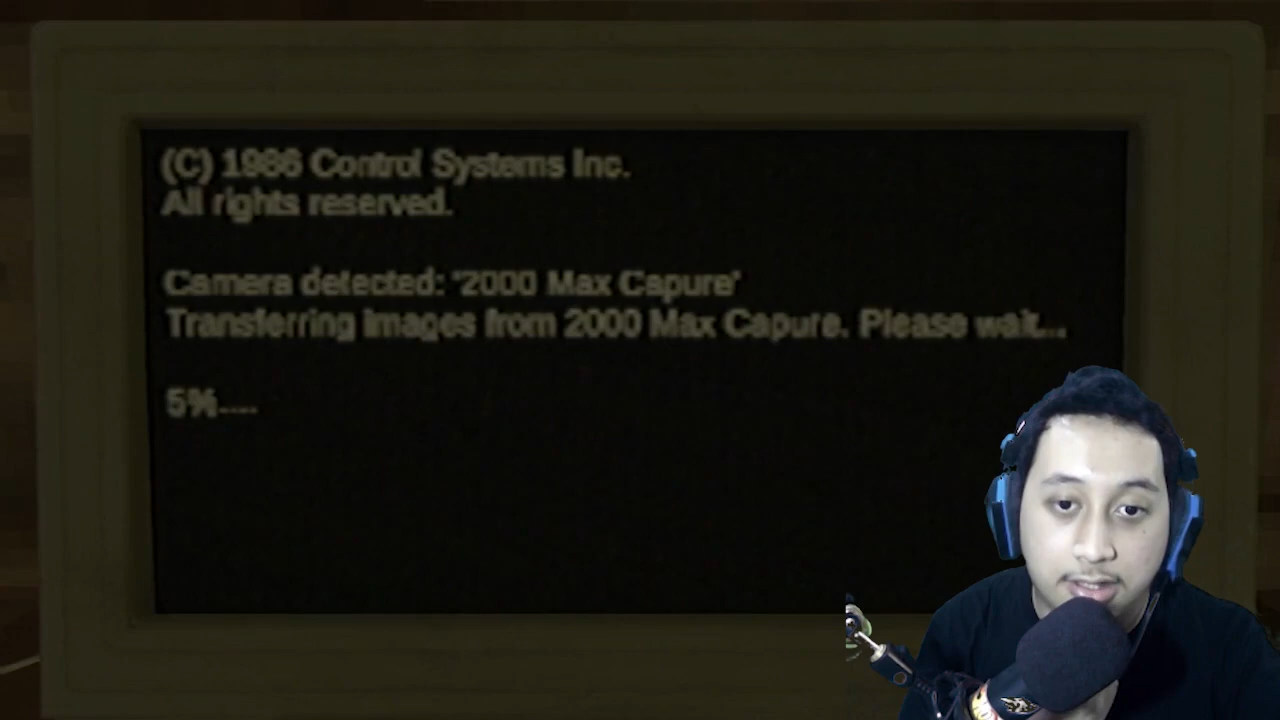 (C) 1986 Control Systems Inc.
All rights reserved.
Camera detected: "2000 Max Capure"
Transferring images from 2000 Max Capure. Please wait...
5%....